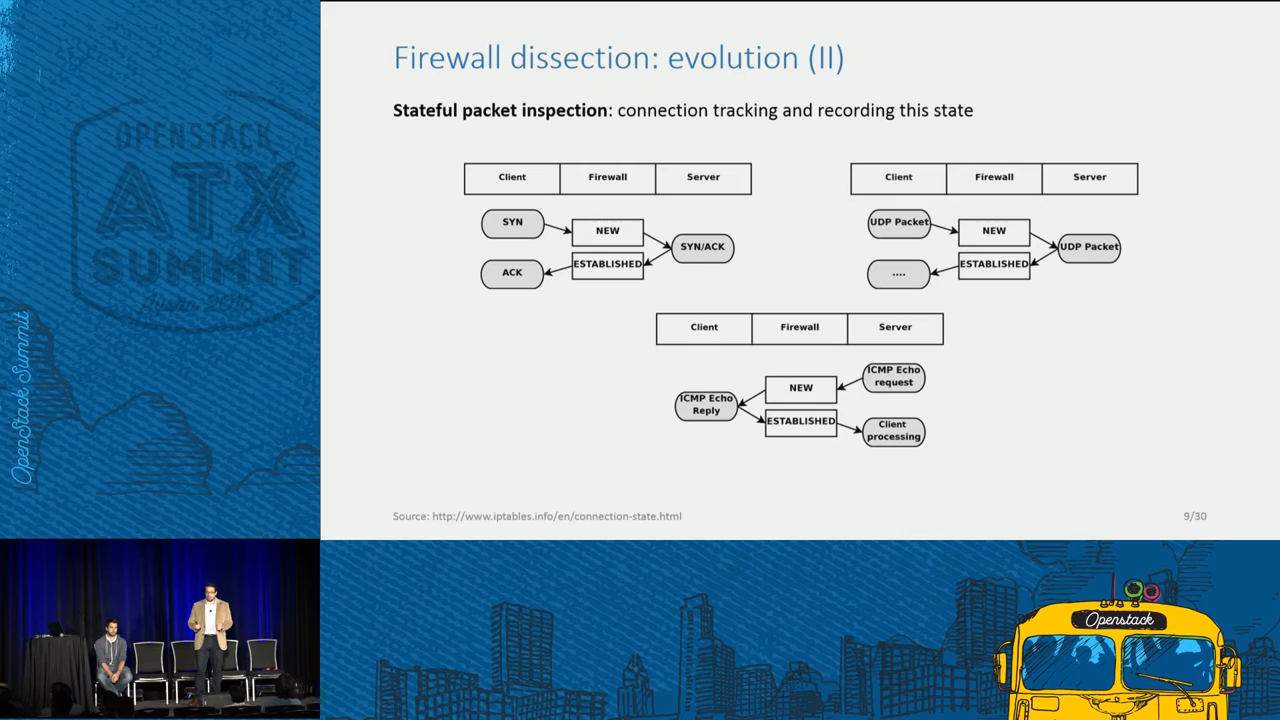 Firewall dissection: evolution (II)
Stateful packet inspection: connection tracking and recording this state
Client Firewall Server
SYN
NEW
SYN/ACK
ESTABLISHED
ACK
Client Firewall Server
UDP Packet
NEW
UDP Packet
ESTABLISHED
....
Client Firewall Server
ICMP Echo
request
NEW
ICMP Echo
Reply
ESTABLISHED
Client
processing
Source: http://www.iptables.info/en/connection-state.html
9/30
OPENSTACK
ATX
SUMMIT
OpenStack Summit
Openstack